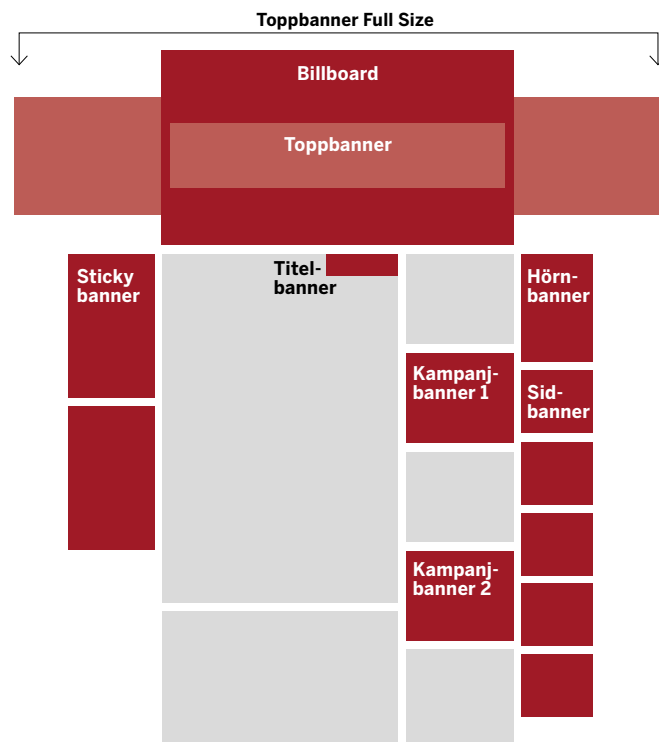 Toppbanner Full Size
Billboard
Toppbanner
Sticky
banner
Titel-
banner
Hörn-
banner
Kampanj-
banner 1
Sid-
banner
Kampanj-
banner 2